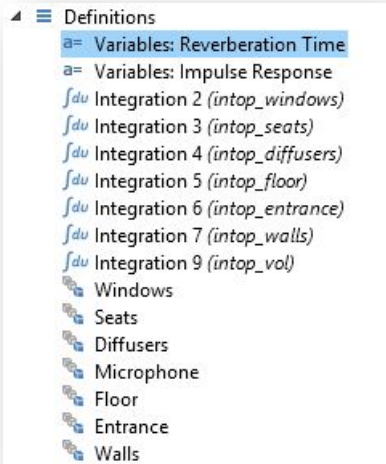 Definitions
a= Variables: Reverberation Time
a= Variables: Impulse Response
∫du Integration 2 (intop_windows)
∫du Integration 3 (intop_seats)
∫du Integration 4 (intop_diffusers)
∫du Integration 5 (intop_floor)
∫du Integration 6 (intop_entrance)
∫du Integration 7 (intop_walls)
∫du Integration 9 (intop_vol)
Windows
Seats
Diffusers
Microphone
Floor
Entrance
Walls